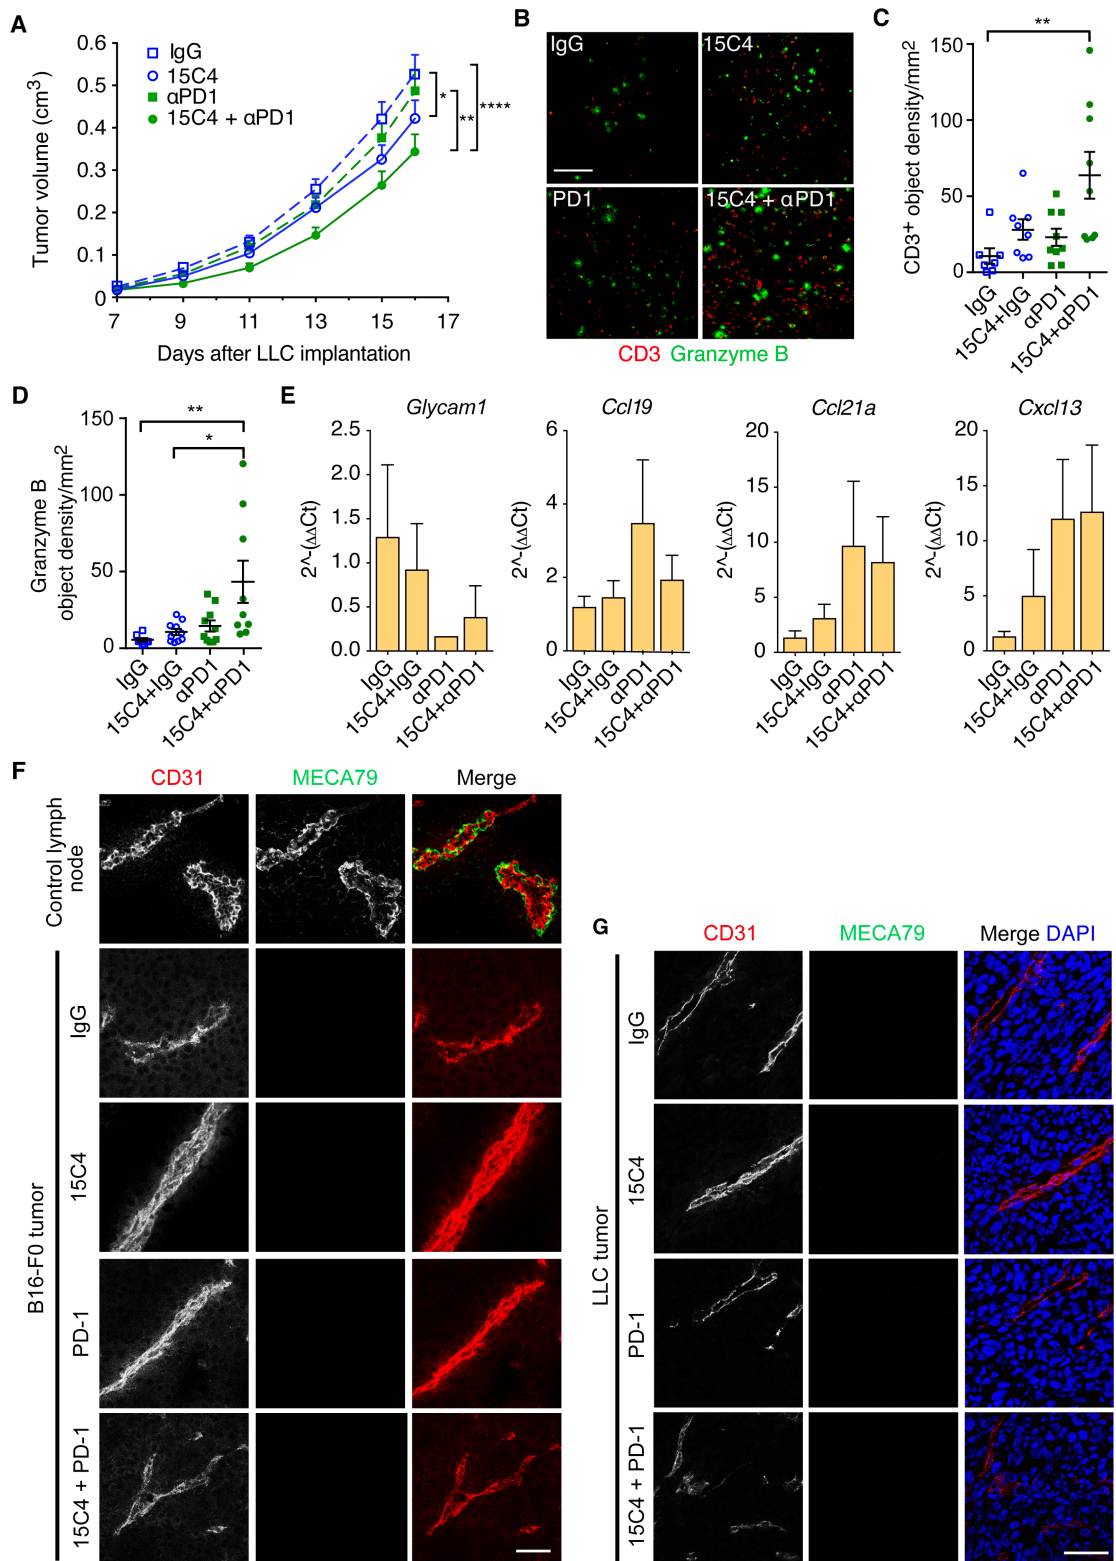 A
Tumor volume (cm3)
0.6
0.5
0.4
0.3
0.2
0.1
0
7
9
11
13
15
17
Days after LLC implantation
IgG
15C4
αPD1
15C4 + αPD1
*
**
****
B
IgG
15C4
PD1
15C4 + αPD1
CD3 Granzyme B
C
CD3+ object density/mm2
150
100
50
0
**
IgG
15C4+IgG
αPD1
15C4+αPD1
D
Granzyme B
object density/mm2
150
100
50
0
**
*
IgG
15C4+IgG
αPD1
15C4+αPD1
E
Glycam1
2^-(ΔΔCt)
2.5
2.0
1.5
1.0
0.5
0.0
IgG
15C4+IgG
αPD1
15C4+αPD1
Ccl19
2^-(ΔΔCt)
6
4
2
0
IgG
15C4+IgG
αPD1
15C4+αPD1
Ccl21a
2^-(ΔΔCt)
20
15
10
5
0
IgG
15C4+IgG
αPD1
15C4+αPD1
Cxcl13
2^-(ΔΔCt)
20
15
10
5
0
IgG
15C4+IgG
αPD1
15C4+αPD1
F
CD31
MECA79
Merge
Control lymph
node
B16-F0 tumor
IgG
15C4
PD-1
15C4 + PD-1
G
CD31
MECA79
Merge DAPI
LLC tumor
IgG
15C4
PD-1
15C4 + PD-1